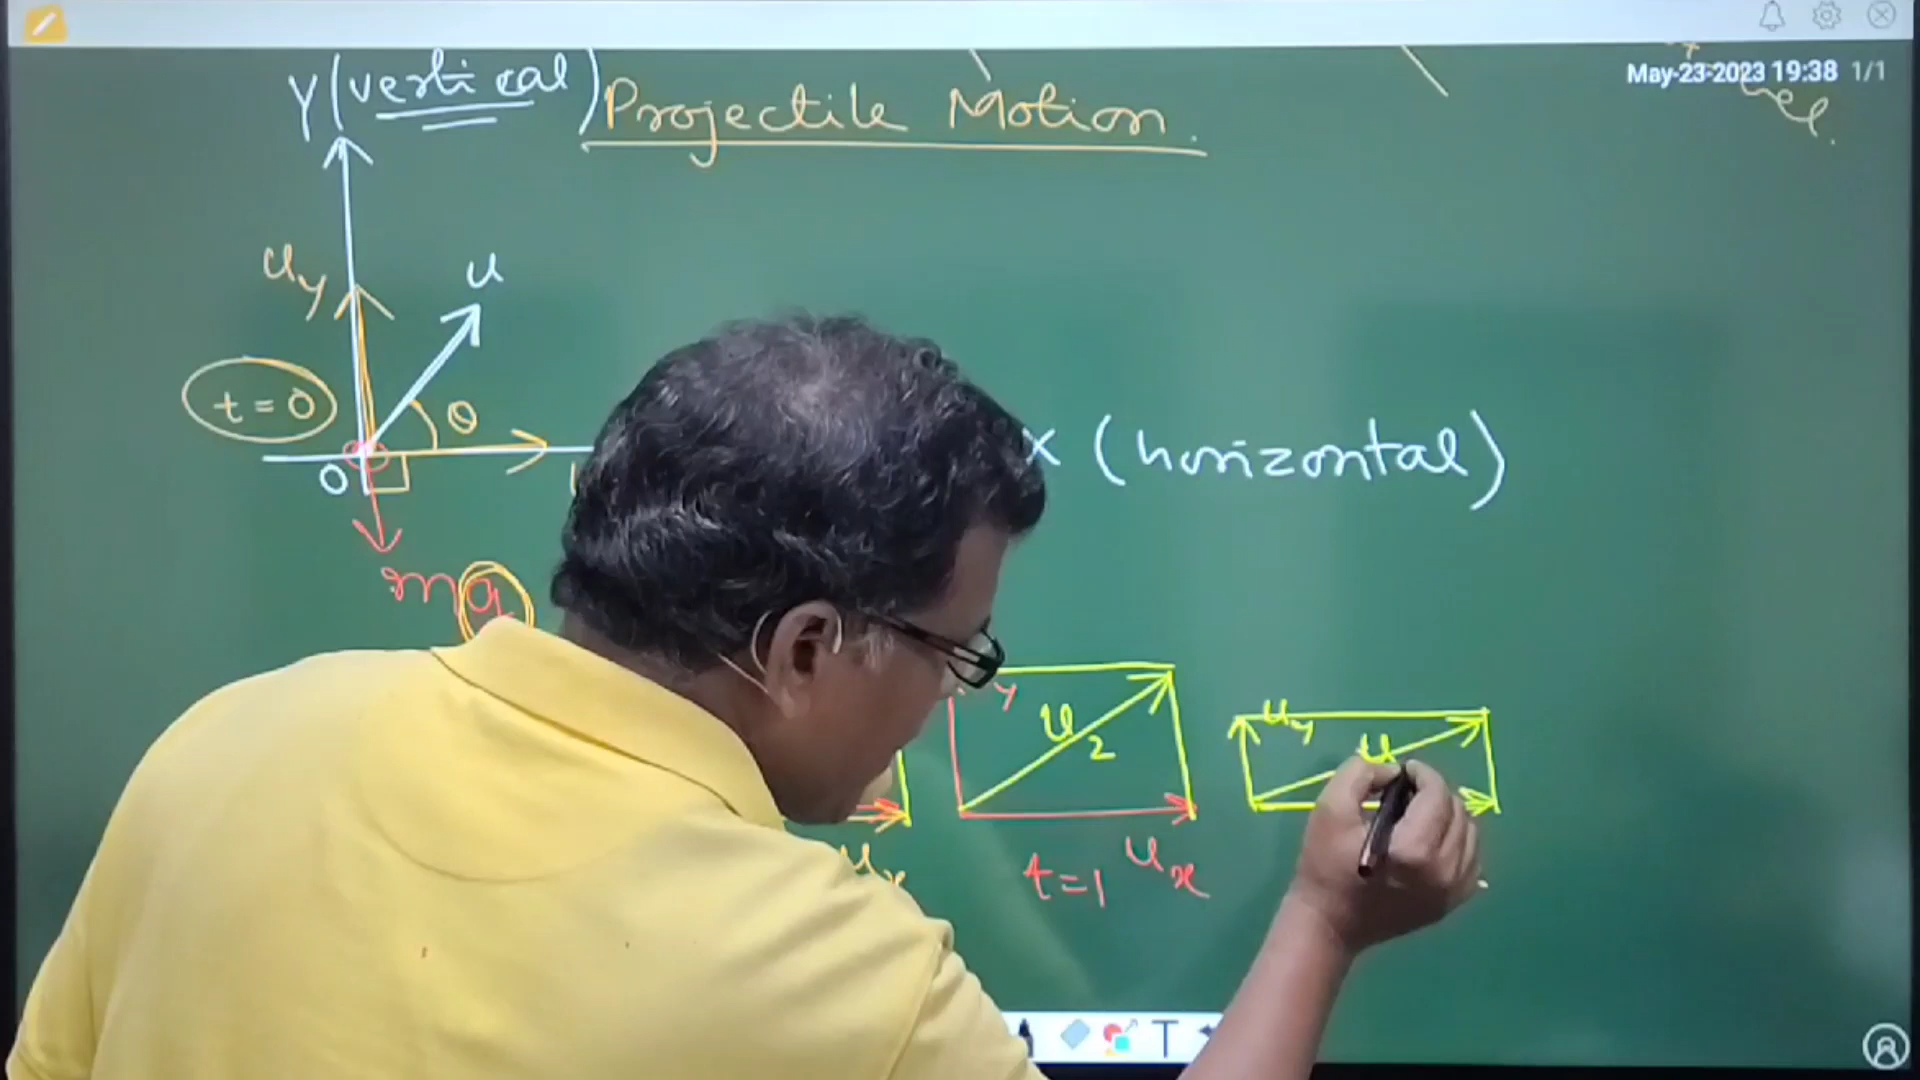 May-23-2023 19:38 1/1
Y (vertical)
Projectile Motion.
u
uy
t = 0
θ
O
X (horizontal)
mg
y
u2
uy
u
ux
t = 1
ux
T